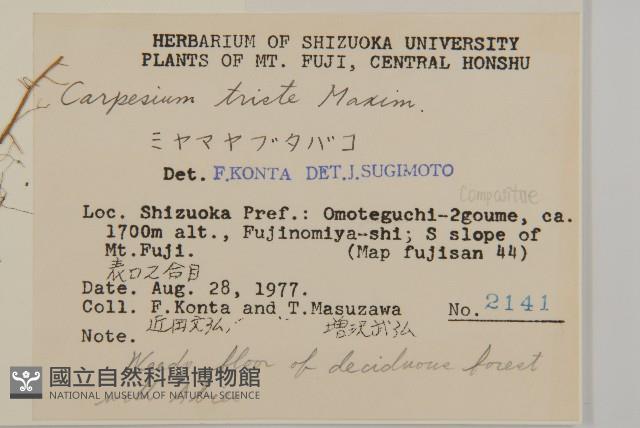 HERBARIUM OF SHIZUOKA UNIVERSITY
PLANTS OF MT. FUJI, CENTRAL HONSHU
Carpesium triste Maxim.
ミヤマヤブタバコ
Det. F.KONTA DET.J.SUGIMOTO
Compositae
Loc. Shizuoka Pref.: Omoteguchi-2goume, ca.
1700m alt., Fujinomiya-shi; S slope of
Mt.Fuji. (Map fujisan 44)
表口乙合目
Date. Aug. 28, 1977.
Coll. F.Konta and T.Masuzawa No. 2141
近田文弘 増沢武弘
Note.
Woody floor of deciduous forest
國立自然科學博物館
NATIONAL MUSEUM OF NATURAL SCIENCE